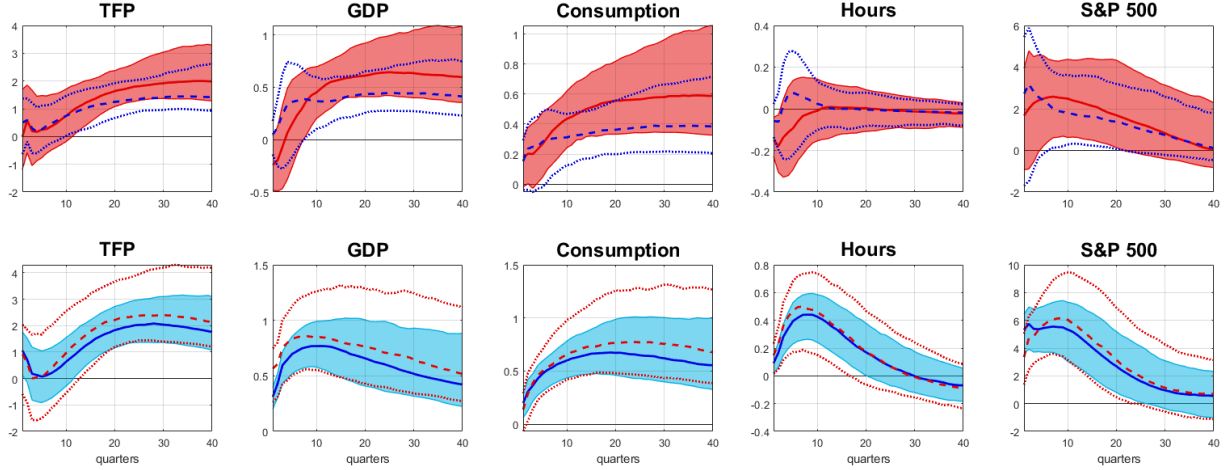 TFP GDP Consumption Hours S&P 500
4 1 1 0.4 6
3 0.8 4
2 0.5 0.6 0.2 2
1 0.4 0
0 0 0.2 -0.2 0
-1 0
-2 -0.5 -0.4 -2
10 20 30 40 10 20 30 40 10 20 30 40 10 20 30 40 10 20 30 40
TFP GDP Consumption Hours S&P 500
4 1.5 1.5 0.8 10
3 0.6 8
2 1 1 0.4 6
1 0.2 4
0 0.5 0.5 0 2
-1 -0.2 0
-2 0 0 -0.4 -2
10 20 30 40 10 20 30 40 10 20 30 40 10 20 30 40 10 20 30 40
quarters quarters quarters quarters quarters